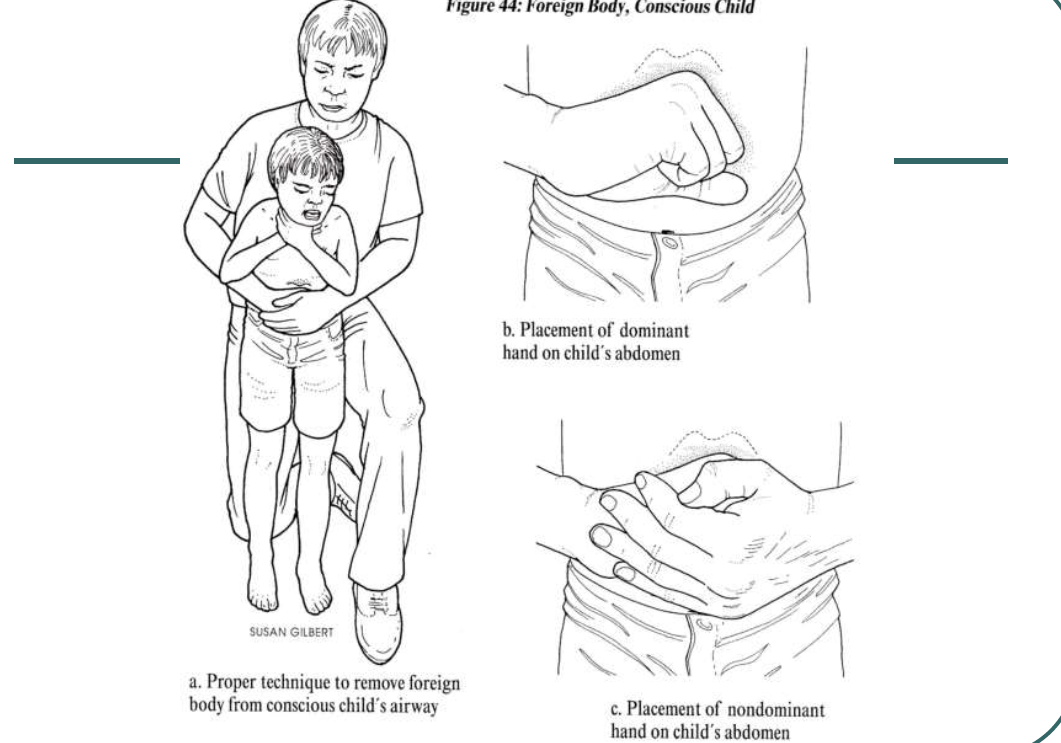 Figure 44: Foreign Body, Conscious Child
b. Placement of dominant
hand on child's abdomen
SUSAN GILBERT
a. Proper technique to remove foreign
body from conscious child's airway
c. Placement of nondominant
hand on child's abdomen